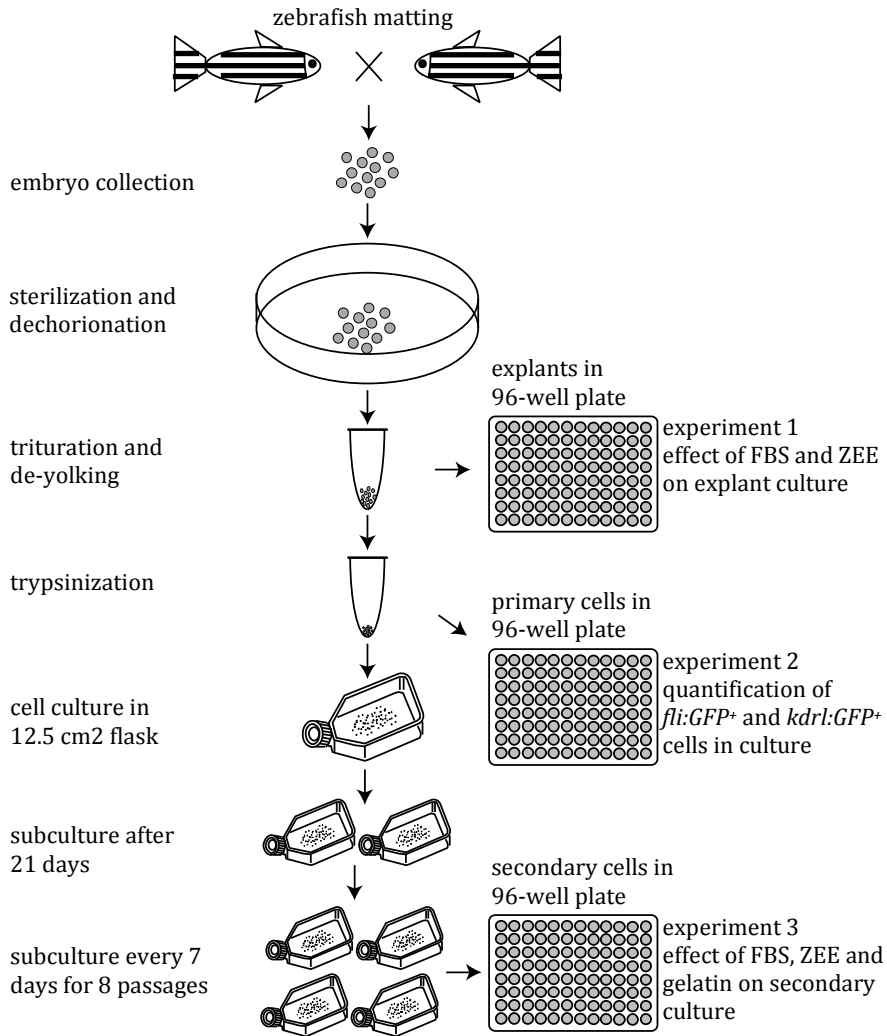 zebrafish matting
embryo collection
sterilization and
dechorionation
explants in
96-well plate
trituration and
de-yolking
experiment 1
effect of FBS and ZEE
on explant culture
trypsinization
primary cells in
96-well plate
experiment 2
quantification of
fli:GFP⁺ and kdrl:GFP⁺
cells in culture
cell culture in
12.5 cm2 flask
subculture after
21 days
secondary cells in
96-well plate
subculture every 7
days for 8 passages
experiment 3
effect of FBS, ZEE and
gelatin on secondary
culture